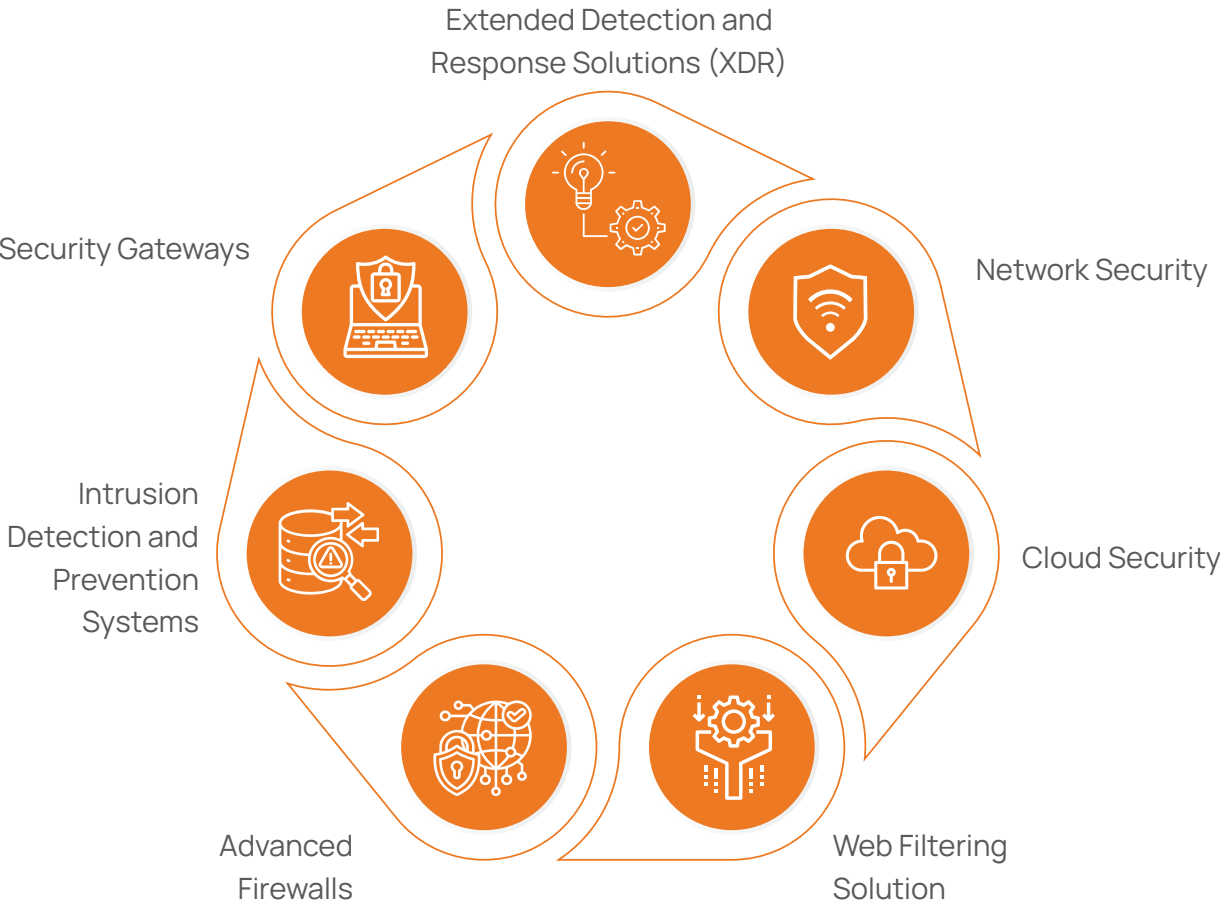 Extended Detection and
Response Solutions (XDR)
Security Gateways
Network Security
Intrusion
Detection and
Prevention
Systems
Cloud Security
Advanced
Firewalls
Web Filtering
Solution